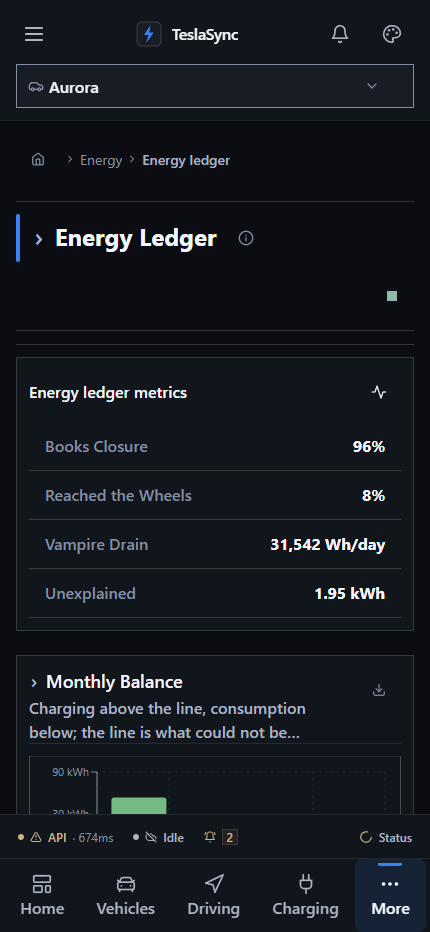 TeslaSync
Aurora
Energy
Energy ledger
Energy Ledger
Energy ledger metrics
Books Closure 96%
Reached the Wheels 8%
Vampire Drain 31,542 Wh/day
Unexplained 1.95 kWh
Monthly Balance
Charging above the line, consumption
below; the line is what could not be...
90 kWh
30 kWh
API · 674ms Idle 2 Status
Home Vehicles Driving Charging More